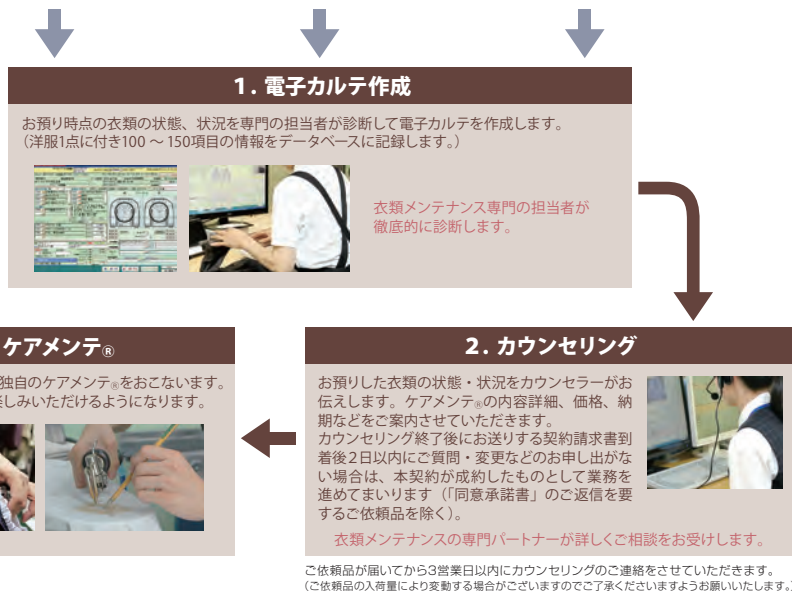 1. 電子カルテ作成
お預り時点の衣類の状態、状況を専門の担当者が診断して電子カルテを作成します。
（洋服1点に付き100 ～ 150項目の情報をデータベースに記録します。）
衣類メンテナンス専門の担当者が
徹底的に診断します。
2. カウンセリング
お預りした衣類の状態・状況をカウンセラーがお
伝えします。ケアメンテ®の内容詳細、価格、納
期などをご案内させていただきます。
カウンセリング終了後にお送りする契約請求書到
着後2日以内にご質問・変更などのお申し出がな
い場合は、本契約が成約したものとして業務を
進めてまいります（「同意承諾書」のご返信を要
するご依頼品を除く）。
衣類メンテナンスの専門パートナーが詳しくご相談をお受けします。
ご依頼品が届いてから3営業日以内にカウンセリングのご連絡をさせていただきます。
（ご依頼品の入荷量により変動する場合がございますのでご了承くださいますようお願いいたします。）
ケアメンテ®
独自のケアメンテ®をおこないます。
楽しみいただけるようになります。